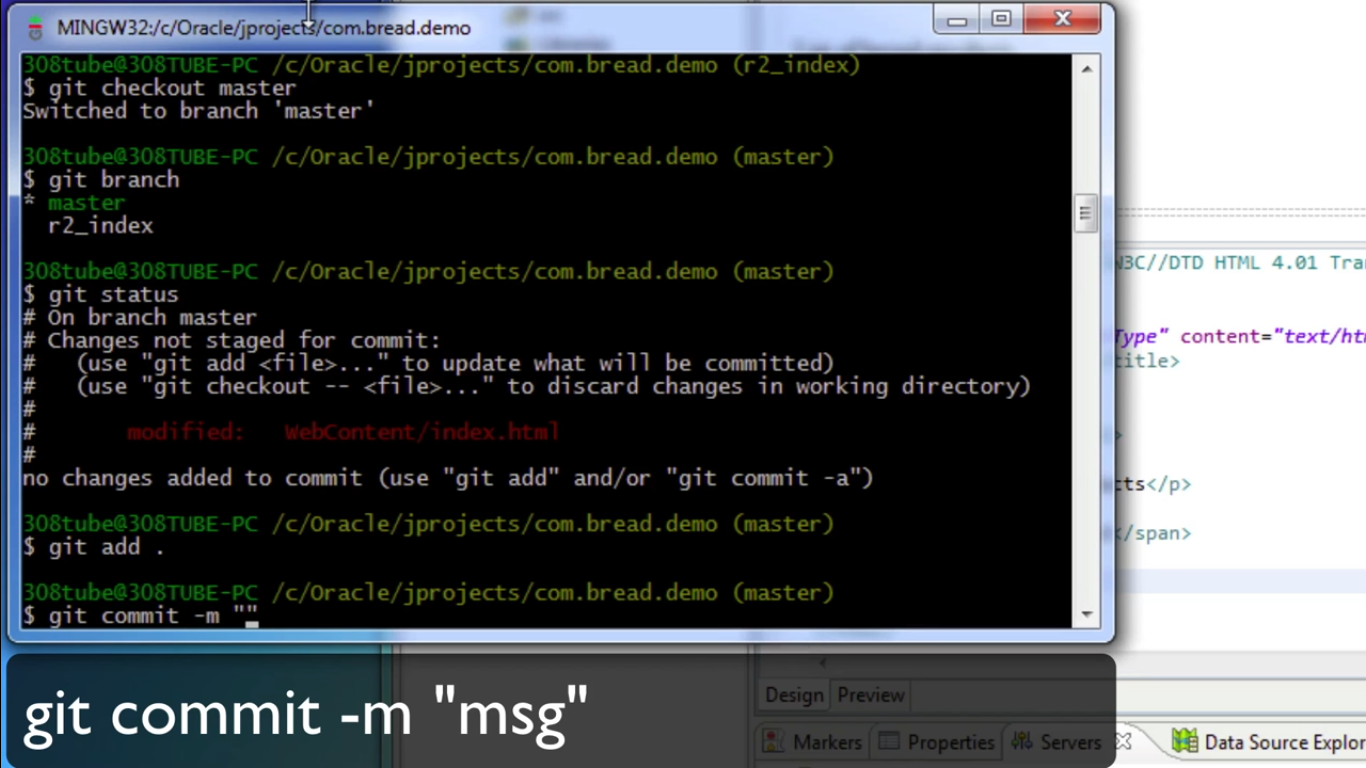 MINGW32:/c/Oracle/jprojects/com.bread.demo
308tube@308TUBE-PC /c/Oracle/jprojects/com.bread.demo (r2_index)
$ git checkout master
Switched to branch 'master'
308tube@308TUBE-PC /c/Oracle/jprojects/com.bread.demo (master)
$ git branch
* master
r2_index
308tube@308TUBE-PC /c/Oracle/jprojects/com.bread.demo (master)
$ git status
# On branch master
# Changes not staged for commit:
#   (use "git add <file>..." to update what will be committed)
#   (use "git checkout -- <file>..." to discard changes in working directory)
#
#       modified:   WebContent/index.html
#
no changes added to commit (use "git add" and/or "git commit -a")
308tube@308TUBE-PC /c/Oracle/jprojects/com.bread.demo (master)
$ git add .
308tube@308TUBE-PC /c/Oracle/jprojects/com.bread.demo (master)
$ git commit -m ""
W3C//DTD HTML 4.01 Tra
Type" content="text/ht
title>
>
cts</p>
</span>
git commit -m "msg"
Design Preview
Markers Properties Servers Data Source Explor